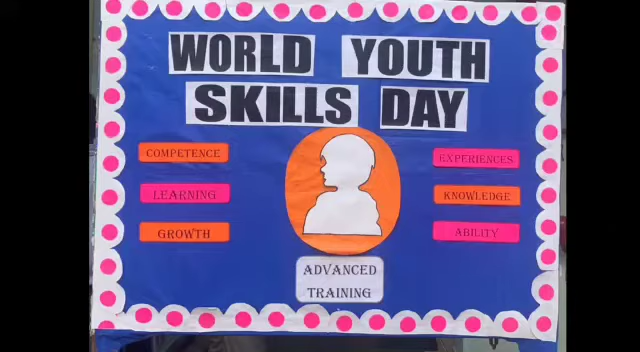 WORLD YOUTH
SKILLS DAY
COMPETENCE
LEARNING
GROWTH
EXPERIENCES
KNOWLEDGE
ABILITY
ADVANCED
TRAINING